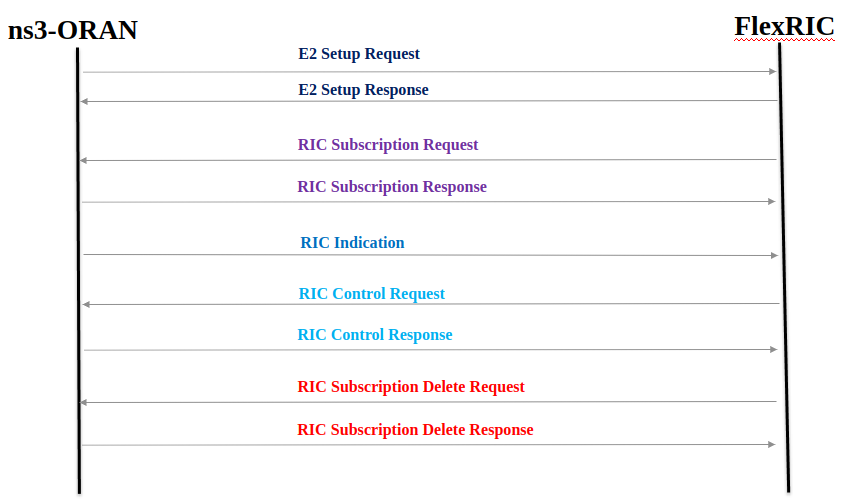 ns3-ORAN
FlexRIC
E2 Setup Request
E2 Setup Response
RIC Subscription Request
RIC Subscription Response
RIC Indication
RIC Control Request
RIC Control Response
RIC Subscription Delete Request
RIC Subscription Delete Response